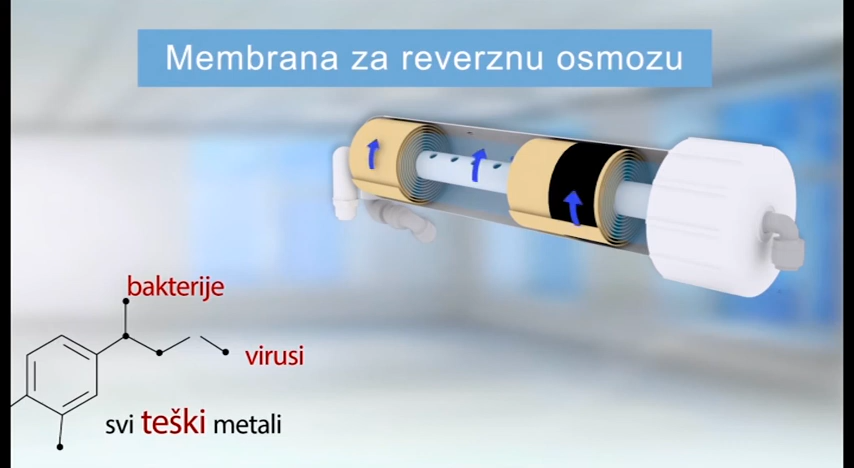 Membrana za reverznu osmozu
bakterije
virusi
svi teški metali